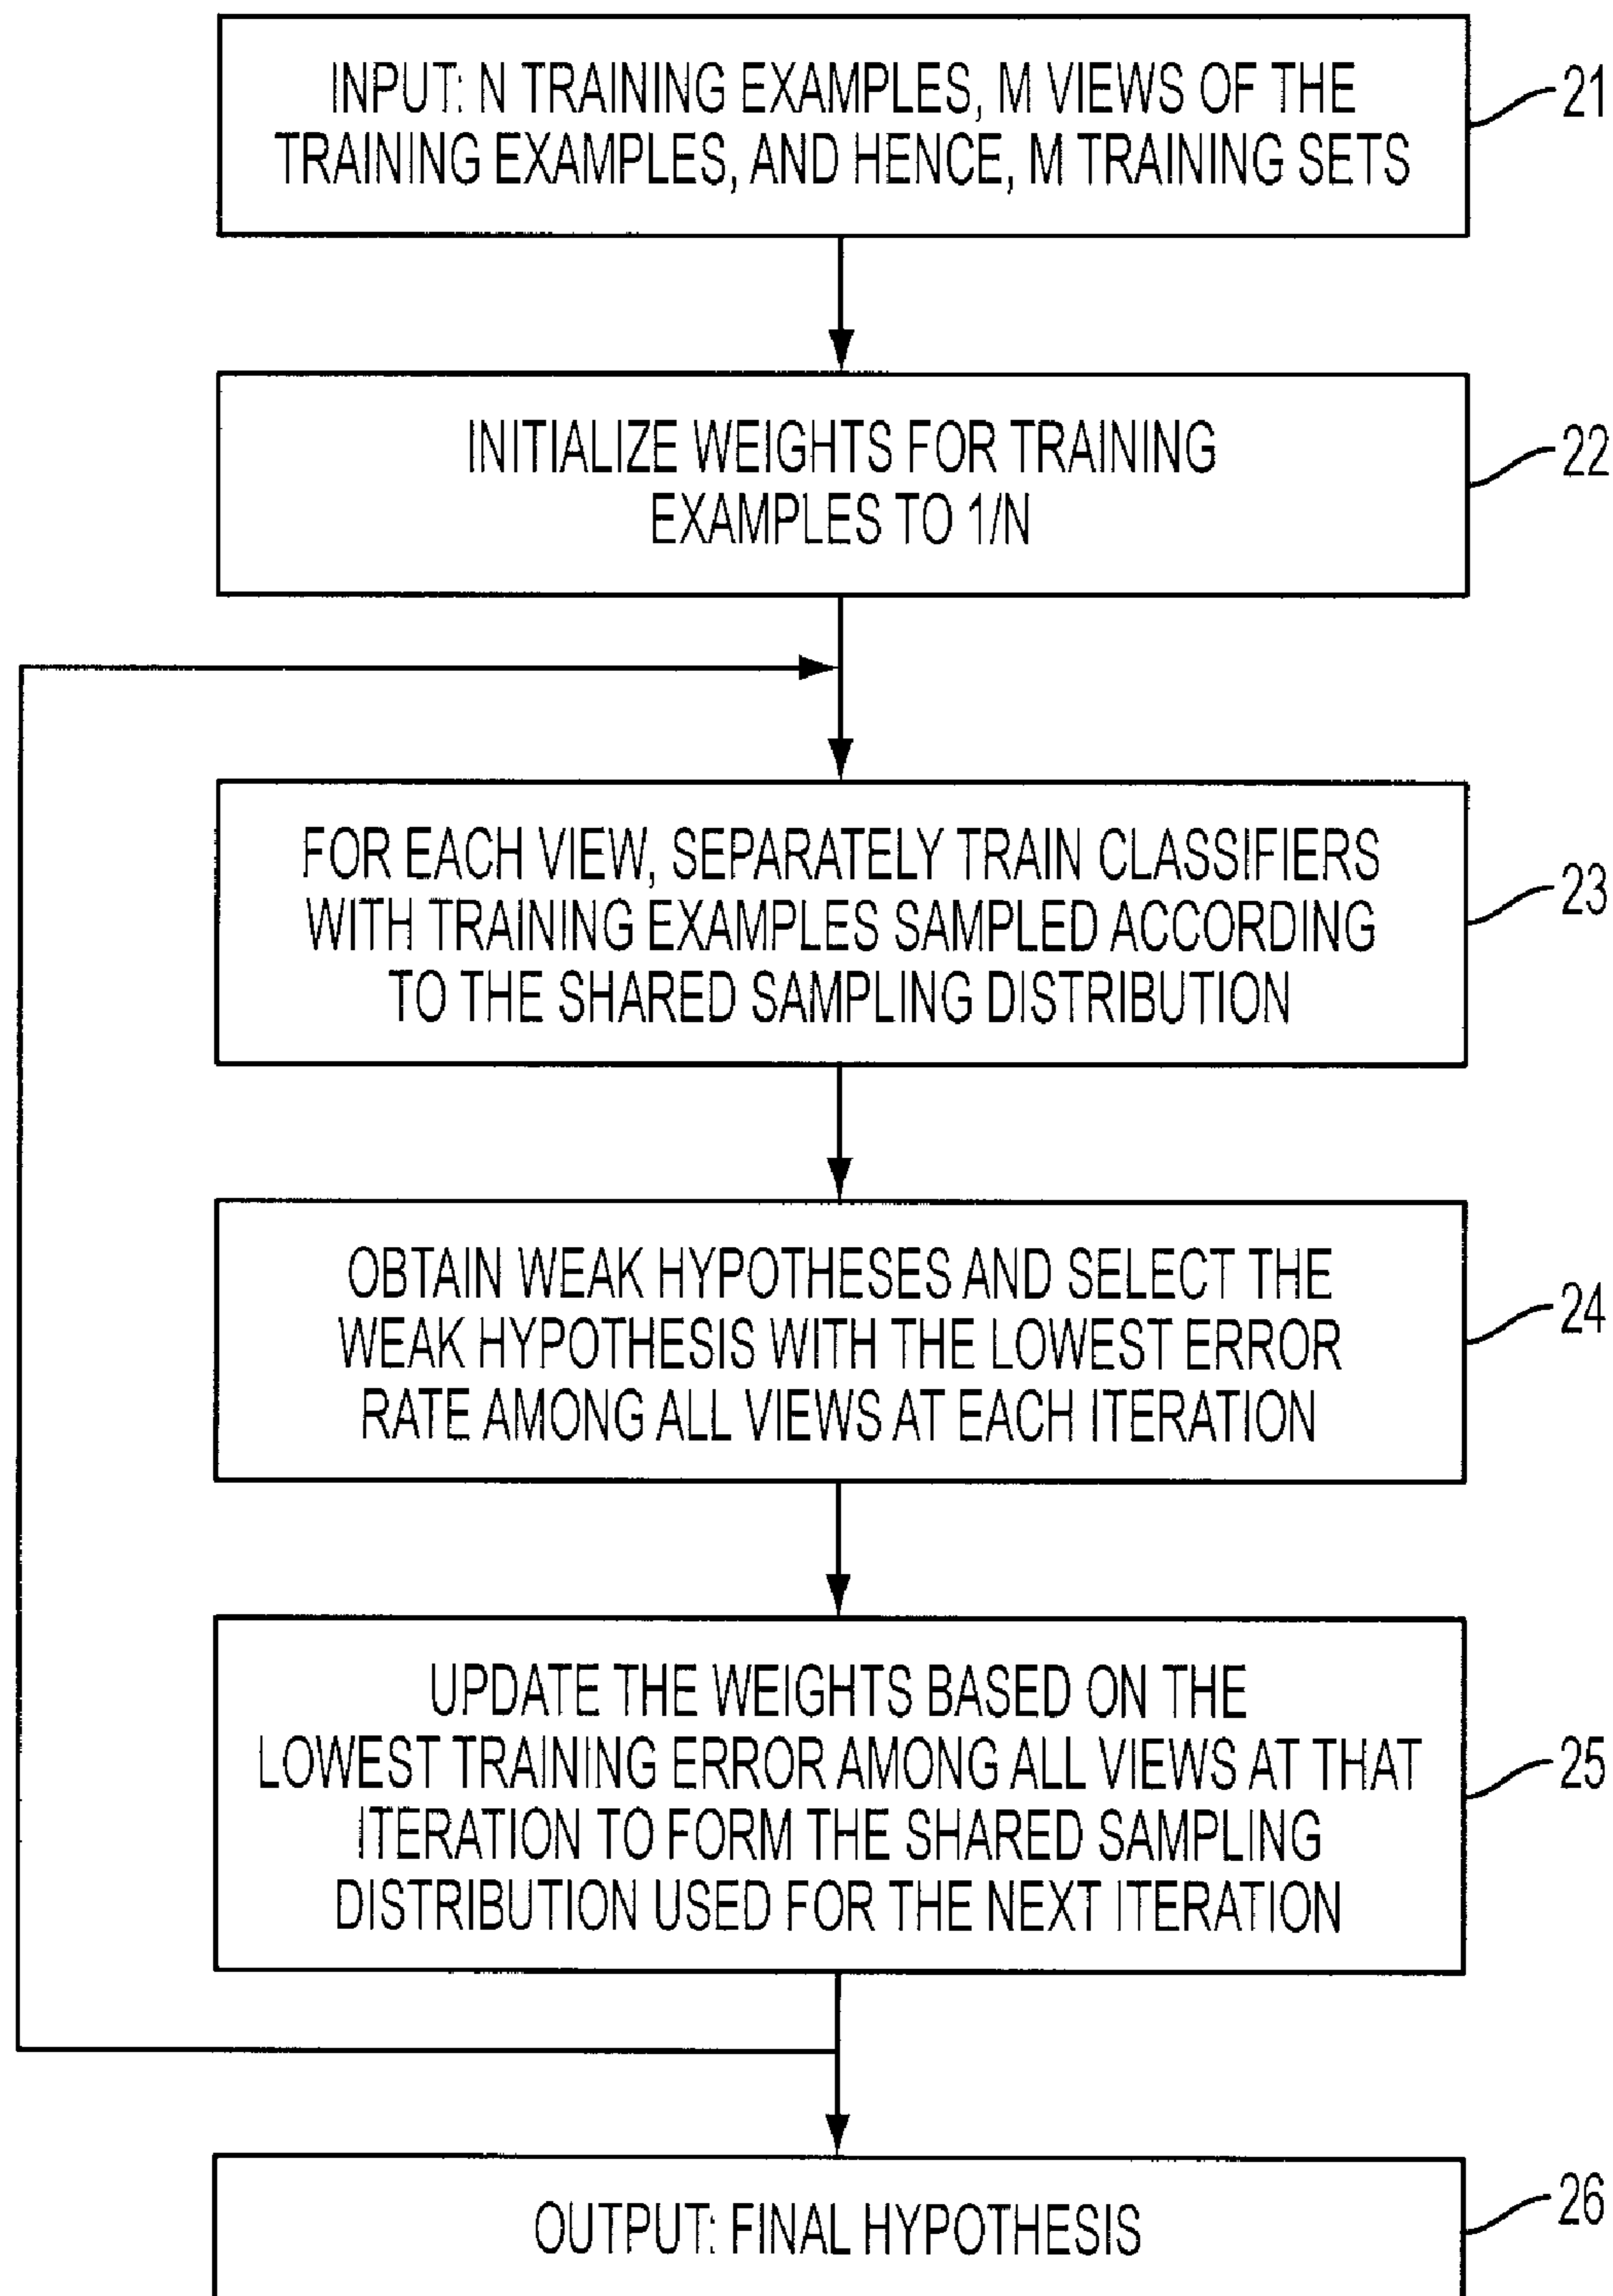 INPUT: N TRAINING EXAMPLES, M VIEWS OF THE
TRAINING EXAMPLES, AND HENCE, M TRAINING SETS
21
INITIALIZE WEIGHTS FOR TRAINING
EXAMPLES TO 1/N
22
FOR EACH VIEW, SEPARATELY TRAIN CLASSIFIERS
WITH TRAINING EXAMPLES SAMPLED ACCORDING
TO THE SHARED SAMPLING DISTRIBUTION
23
OBTAIN WEAK HYPOTHESES AND SELECT THE
WEAK HYPOTHESIS WITH THE LOWEST ERROR
RATE AMONG ALL VIEWS AT EACH ITERATION
24
UPDATE THE WEIGHTS BASED ON THE
LOWEST TRAINING ERROR AMONG ALL VIEWS AT THAT
ITERATION TO FORM THE SHARED SAMPLING
DISTRIBUTION USED FOR THE NEXT ITERATION
25
OUTPUT: FINAL HYPOTHESIS
26